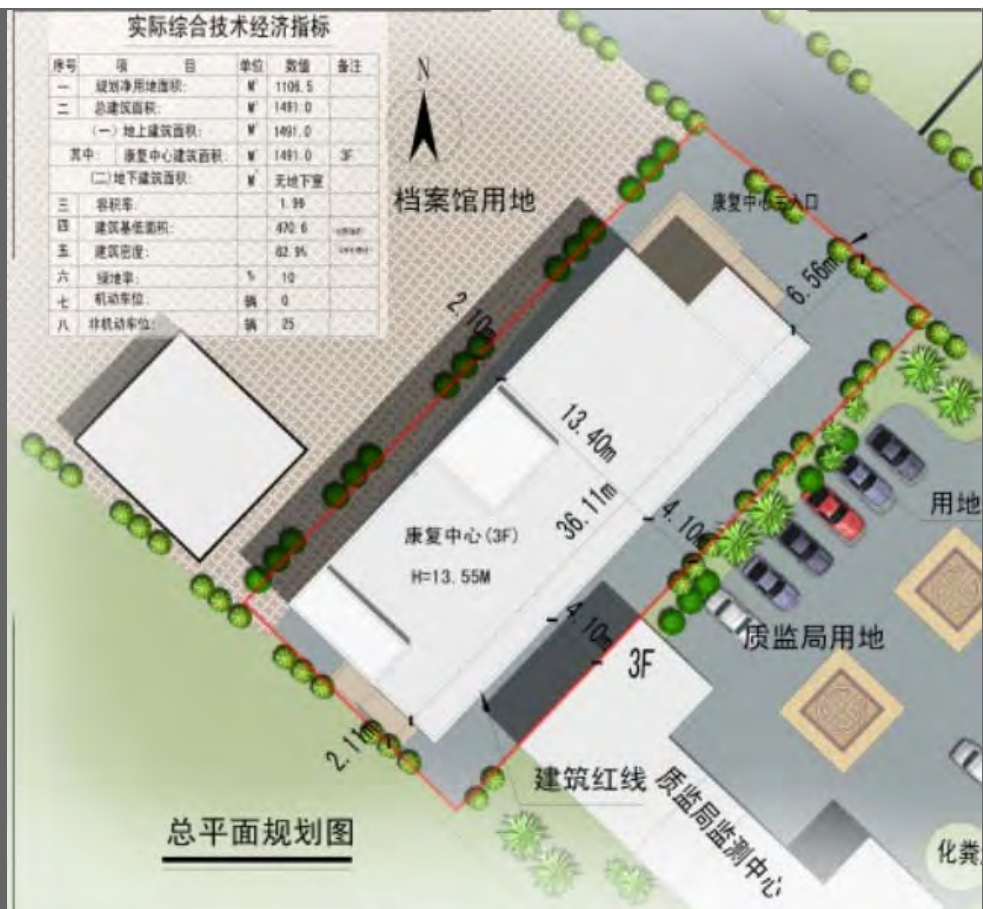 实际综合技术经济指标
序号 项 目 单位 数值 备注
一 规划净用地面积: M² 1106.5
二 总建筑面积: M² 1491.0
(一)地上建筑面积: M² 1491.0
其中: 康复中心建筑面积: M² 1491.0 3F
(二)地下建筑面积: M² 无地下室
三 容积率: 1.99
四 建筑基低面积: 470.6
五 建筑密度: 62.9%
六 绿地率: % 10
七 机动车位: 辆 0
八 非机动车位: 辆 25
N
档案馆用地
康复中心主入口
6.56m
2.10m
13.40m
36.11m
4.10m
用地
康复中心(3F)
H=13.55M
4.10m
质监局用地
3F
2.11m
建筑红线
质监局监测中心
总平面规划图
化粪